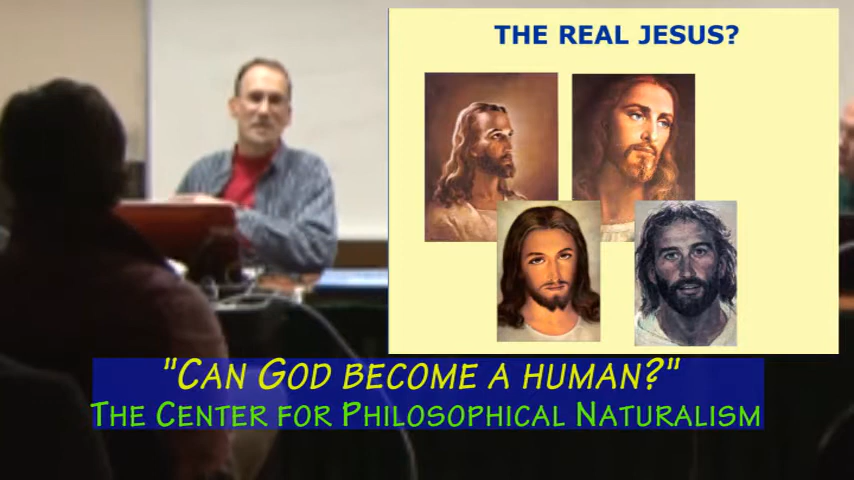 THE REAL JESUS?
"CAN GOD BECOME A HUMAN?"
THE CENTER FOR PHILOSOPHICAL NATURALISM